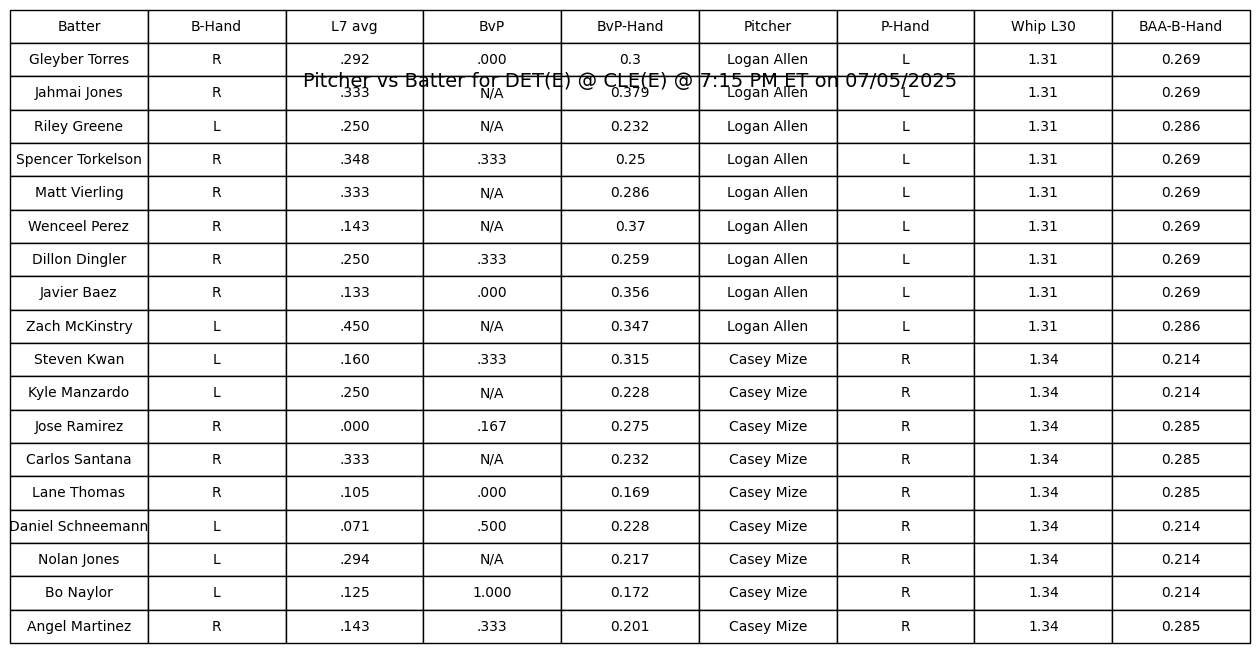 Batter B-Hand L7 avg BvP BvP-Hand Pitcher P-Hand Whip L30 BAA-B-Hand
Gleyber Torres R .292 .000 0.3 Logan Allen L 1.31 0.269
Pitcher vs Batter for DET(E) @ CLE(E) @ 7:15 PM ET on 07/05/2025
Jahmai Jones R .333 N/A 0.379 Logan Allen L 1.31 0.269
Riley Greene L .250 N/A 0.232 Logan Allen L 1.31 0.286
Spencer Torkelson R .348 .333 0.25 Logan Allen L 1.31 0.269
Matt Vierling R .333 N/A 0.286 Logan Allen L 1.31 0.269
Wenceel Perez R .143 N/A 0.37 Logan Allen L 1.31 0.269
Dillon Dingler R .250 .333 0.259 Logan Allen L 1.31 0.269
Javier Baez R .133 .000 0.356 Logan Allen L 1.31 0.269
Zach McKinstry L .450 N/A 0.347 Logan Allen L 1.31 0.286
Steven Kwan L .160 .333 0.315 Casey Mize R 1.34 0.214
Kyle Manzardo L .250 N/A 0.228 Casey Mize R 1.34 0.214
Jose Ramirez R .000 .167 0.275 Casey Mize R 1.34 0.285
Carlos Santana R .333 N/A 0.232 Casey Mize R 1.34 0.285
Lane Thomas R .105 .000 0.169 Casey Mize R 1.34 0.285
Daniel Schneemann L .071 .500 0.228 Casey Mize R 1.34 0.214
Nolan Jones L .294 N/A 0.217 Casey Mize R 1.34 0.214
Bo Naylor L .125 1.000 0.172 Casey Mize R 1.34 0.214
Angel Martinez R .143 .333 0.201 Casey Mize R 1.34 0.285